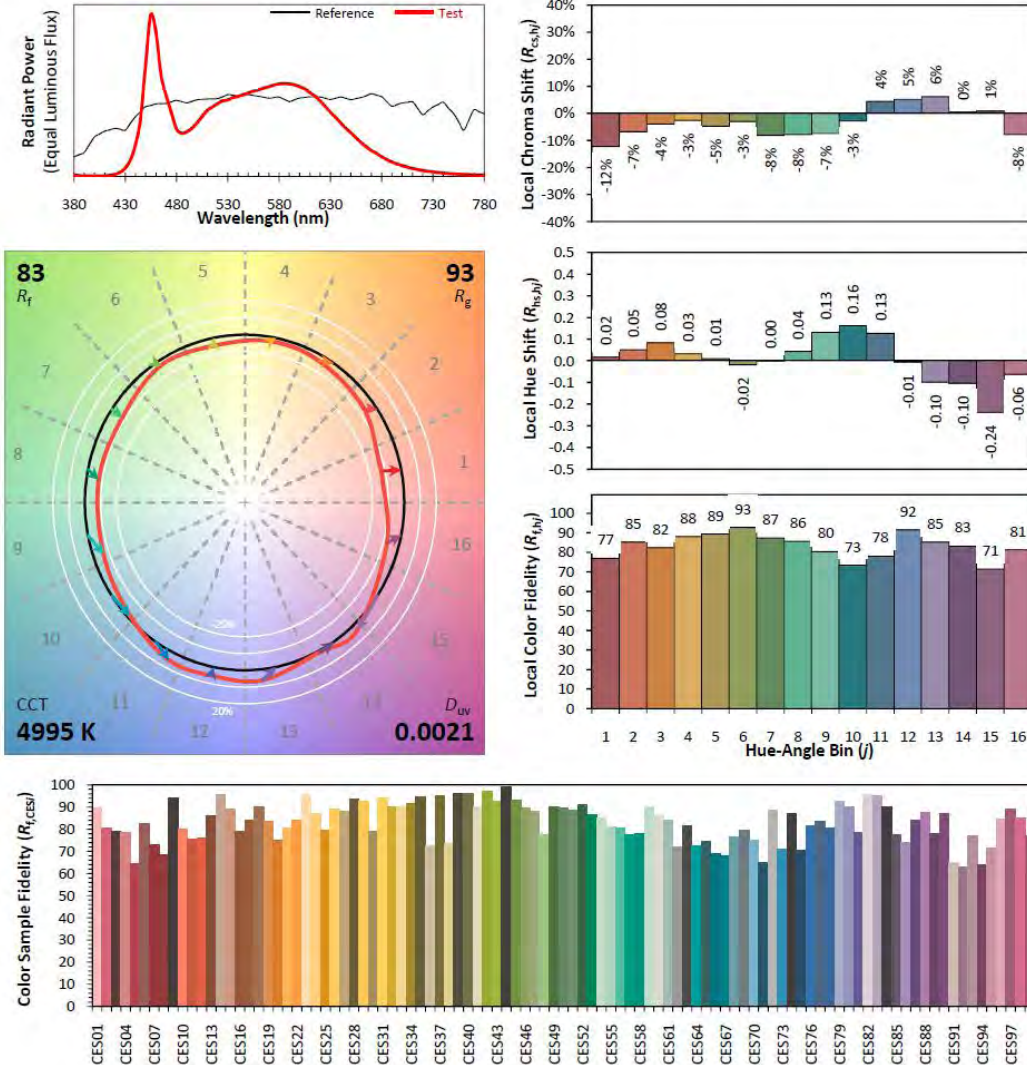 Reference
Test
Radiant Power
(Equal Luminous Flux)
380 430 480 530 580 630 680 730 780
Wavelength (nm)
Local Chroma Shift (Rcs,hj)
40%
30%
20%
10%
0%
-10%
-20%
-30%
-40%
-12% -7% -4% -3% -5% -3% -8% -8% -7% -3% 4% 5% 6% 0% 1% -8%
83
Rf
93
Rg
5 4
6 3
7 2
8 1
9 16
10 15
11 12 13
-20%
20%
CCT
4995 K
Duv
0.0021
Local Hue Shift (Rhs,hj)
0.5
0.4
0.3
0.2
0.1
0.0
-0.1
-0.2
-0.3
-0.4
-0.5
0.02 0.05 0.08 0.03 0.01 -0.02 0.00 0.04 0.13 0.16 0.13 -0.01 -0.10 -0.10 -0.24 -0.06
Local Color Fidelity (Rf,hj)
100
90
80
70
60
50
40
30
20
10
0
77 85 82 88 89 93 87 86 80 73 78 92 85 83 71 81
1 2 3 4 5 6 7 8 9 10 11 12 13 14 15 16
Hue-Angle Bin (j)
Color Sample Fidelity (Rf,CESi)
100
90
80
70
60
50
40
30
20
10
0
CES01 CES04 CES07 CES10 CES13 CES16 CES19 CES22 CES25 CES28 CES31 CES34 CES37 CES40 CES43 CES46 CES49 CES52 CES55 CES58 CES61 CES64 CES67 CES70 CES73 CES76 CES79 CES82 CES85 CES88 CES91 CES94 CES97